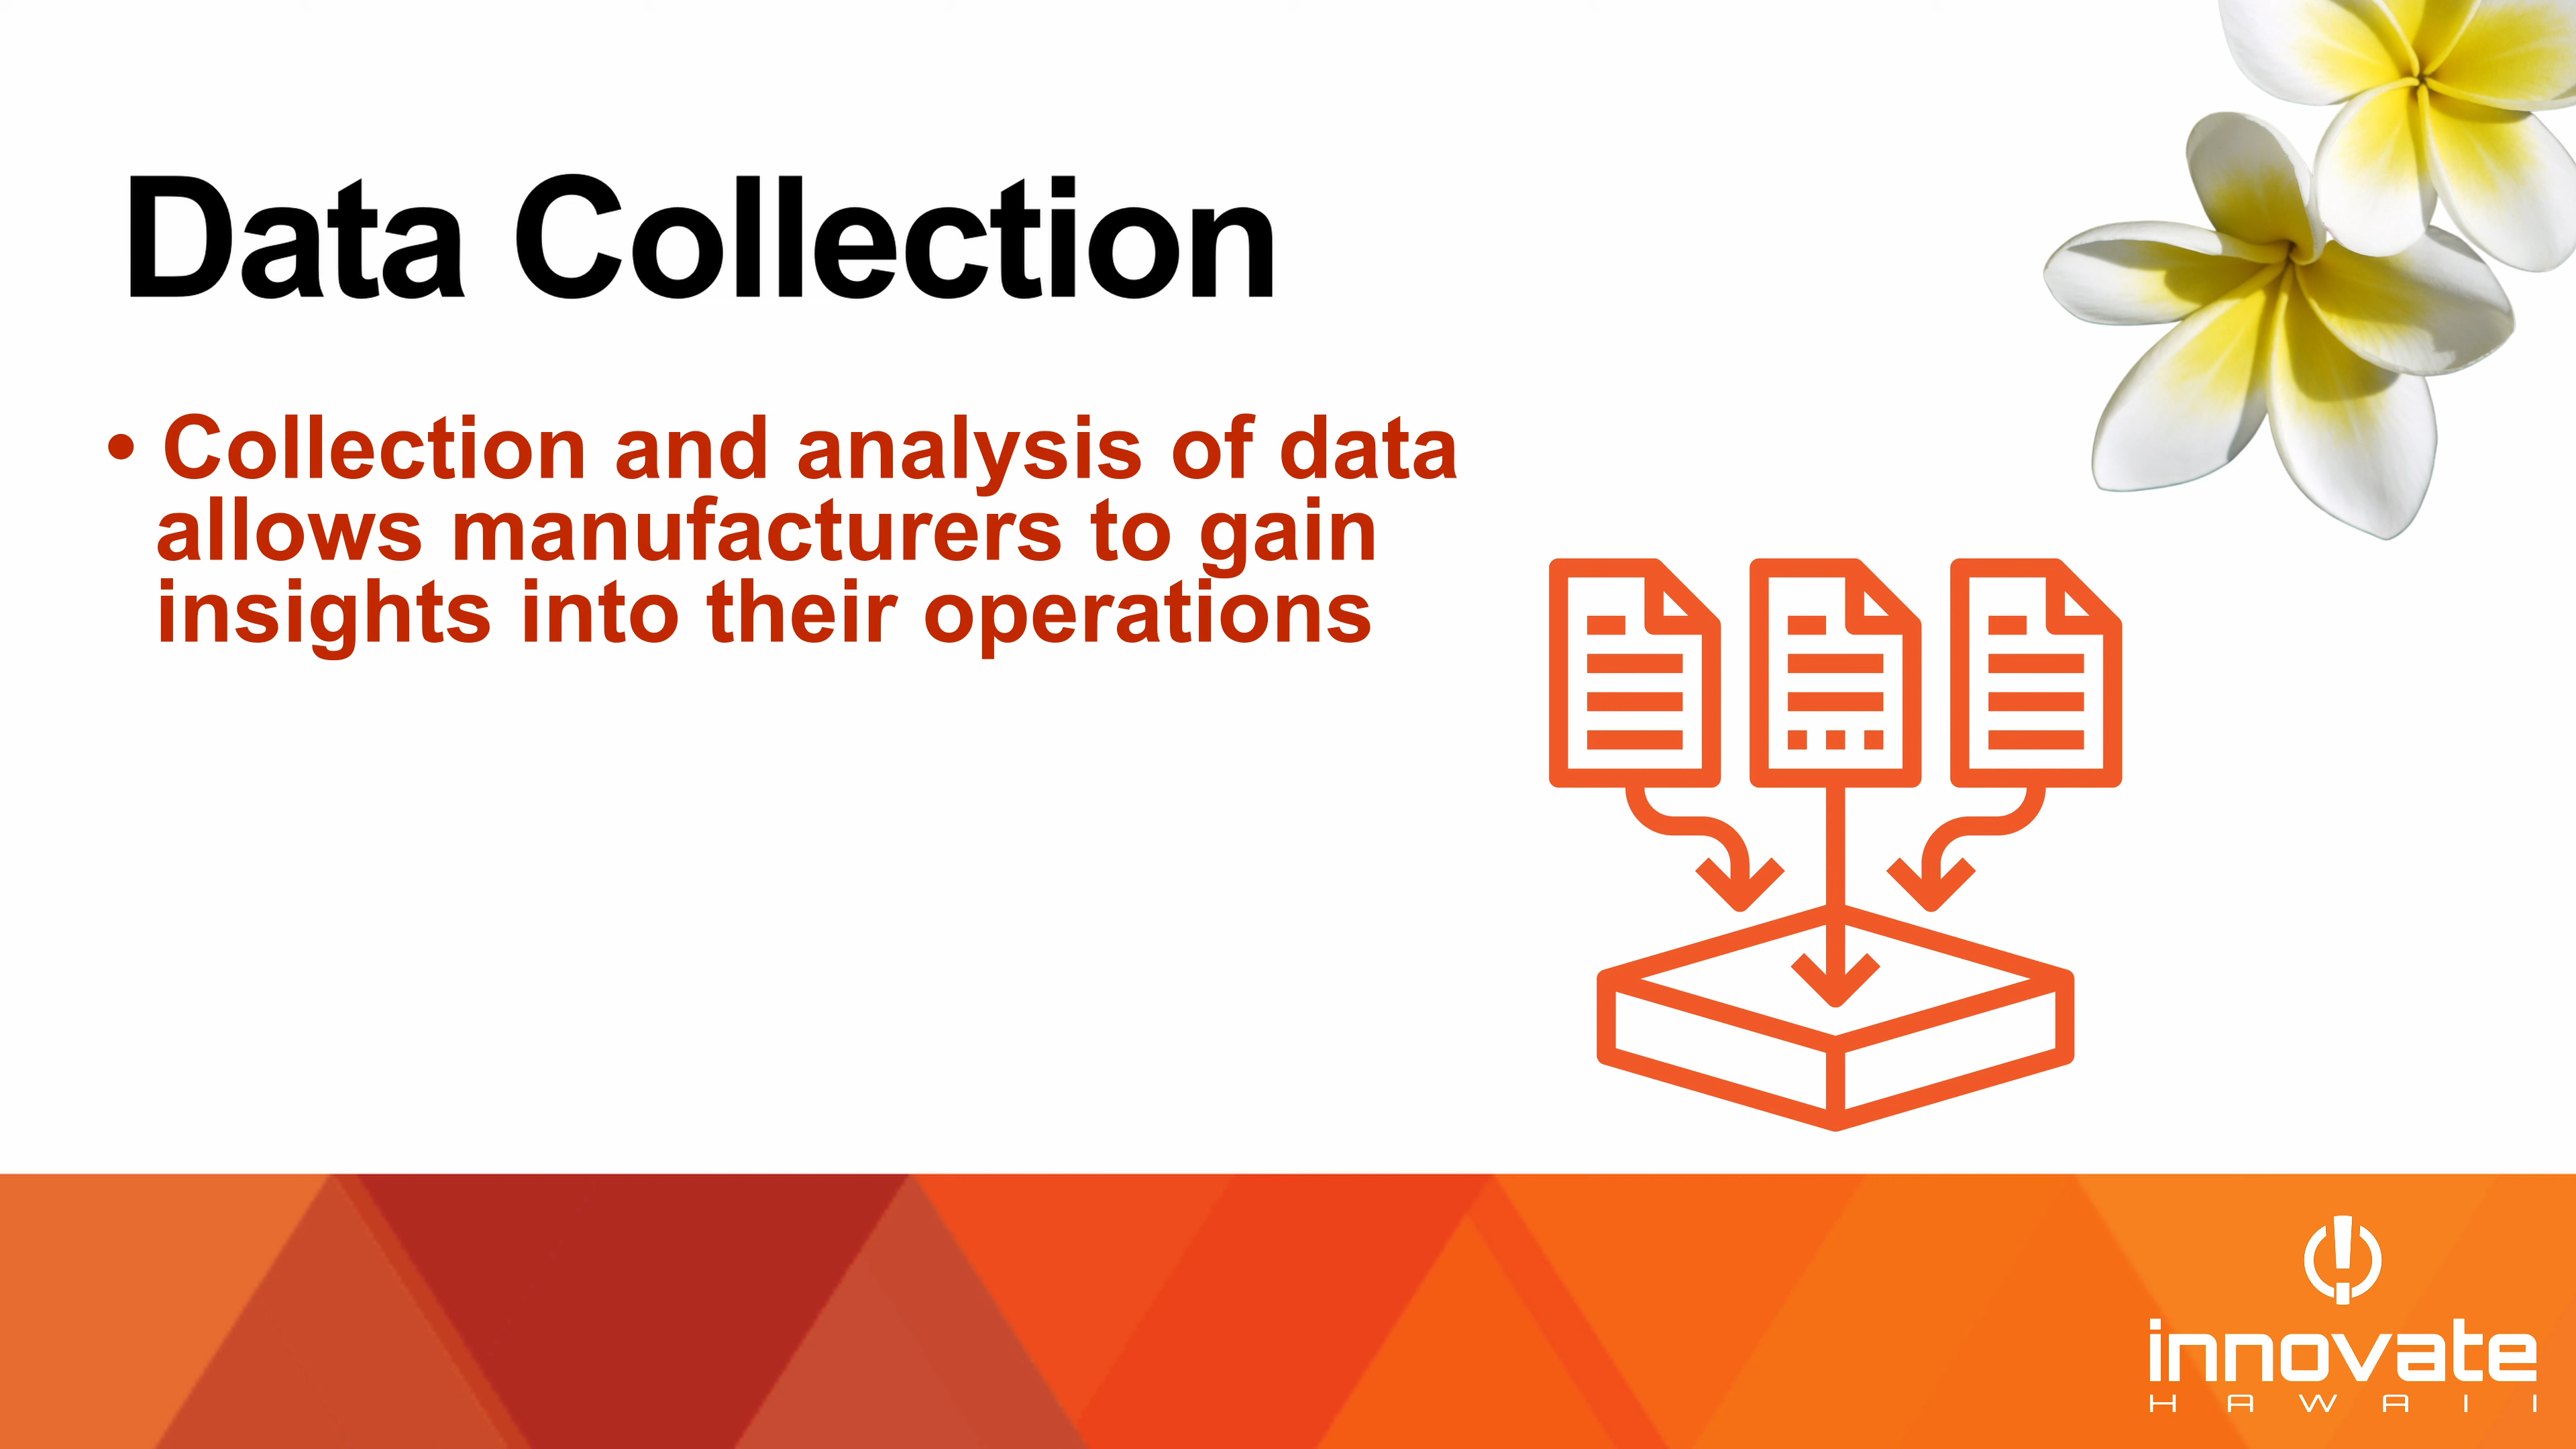 Data Collection
• Collection and analysis of data
allows manufacturers to gain
insights into their operations
innovate
HAWAII